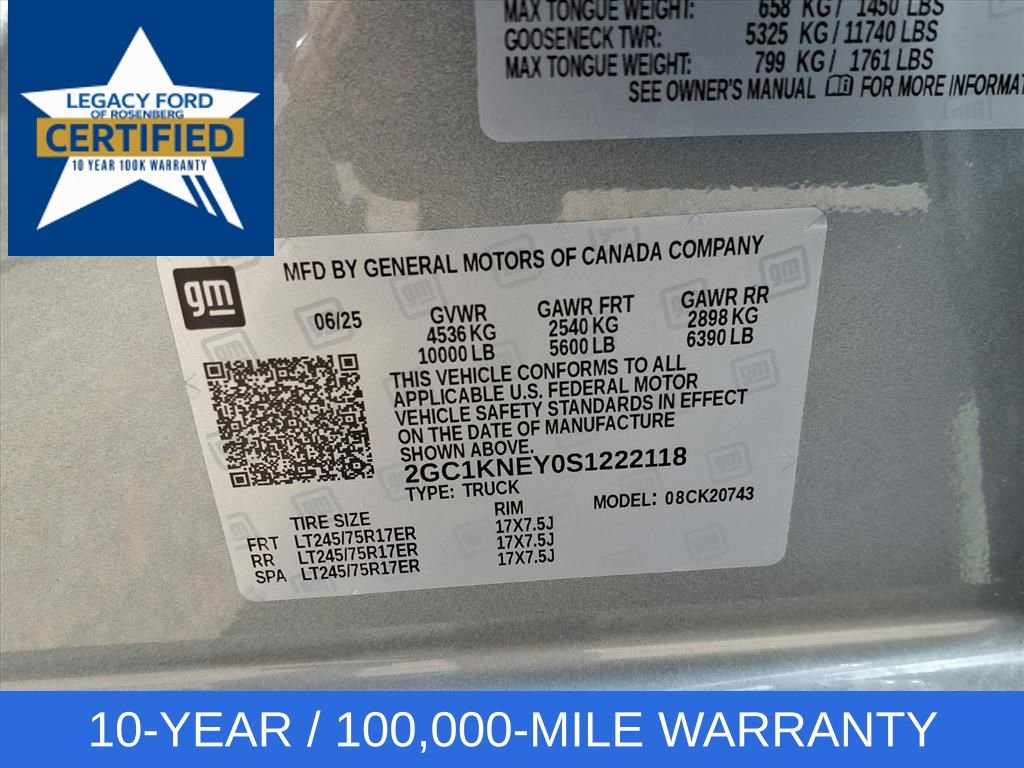 MAX TONGUE WEIGHT: 658 KG/ 1450 LBS
GOOSENECK TWR: 5325 KG/11740 LBS
MAX TONGUE WEIGHT: 799 KG/ 1761 LBS
SEE OWNER'S MANUAL FOR MORE
LEGACY FORD
OF ROSENBERG
CERTIFIED
10 YEAR 100K WARRANTY
gm
MFD BY GENERAL MOTORS OF CANADA COMPANY
06/25 GVWR GAWR FRT GAWR RR
4536 KG 2540 KG 2898 KG
10000 LB 5600 LB 6390 LB
THIS VEHICLE CONFORMS TO ALL
APPLICABLE U.S. FEDERAL MOTOR
VEHICLE SAFETY STANDARDS IN EFFECT
ON THE DATE OF MANUFACTURE
SHOWN ABOVE.
2GC1KNEY0S1222118
TYPE: TRUCK MODEL: 08CK20743
TIRE SIZE RIM
FRT LT245/75R17ER 17X7.5J
RR LT245/75R17ER 17X7.5J
SPA LT245/75R17ER 17X7.5J
10-YEAR / 100,000-MILE WARRANTY